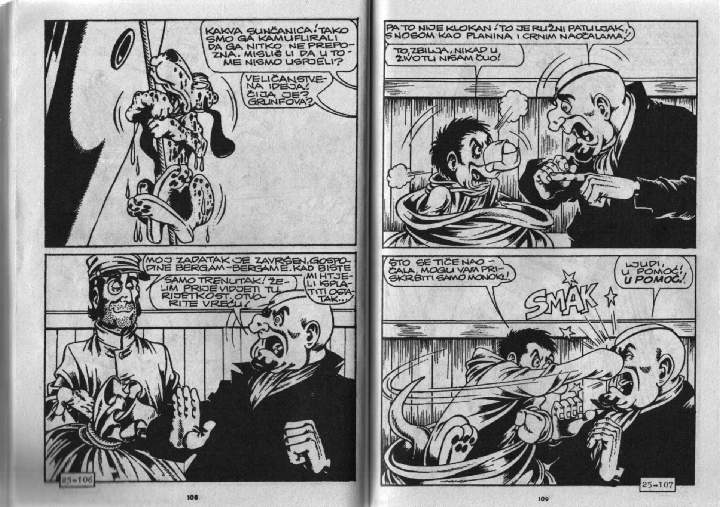 KAKVA SUNČANICA! TAKO
SMO GA KAMUFLIRALI
DA GA NITKO NE PREPO-
ZNA. MISLIŠ LI DA U TO-
ME NISMO USPJELI?
VELIČANSTVE-
NA IDEJA!
ČIJA JE?
GRUNFOVA?
MOJ ZADATAK JE ZAVRŠEN, GOSPO-
DINE BERGAM-BERGAME. KAD BISTE
MI HTJE-
LI ISPLA-
TITI OSTA-
TAK...
SAMO TRENUTAK! ŽE-
LIM PRIJE VIDJETI TU
RIJETKOST. OTVO-
RITE VREĆU!
25-106
108
PA TO NIJE KLOKAN! TO JE RUŽNI PATULJAK,
S NOSOM KAO PLANINA I CRNIM NAOČALAMA!
TO, ZBILJA, NIKAD U
ŽIVOTU NISAM ČUO!
ŠTO SE TIČE NAO-
ČALA, MOGU VAM PRI-
SKRBITI SAMO MONOKL!
SMAK
LJUDI,
U POMOĆ!
U POMOĆ!
25-107
109